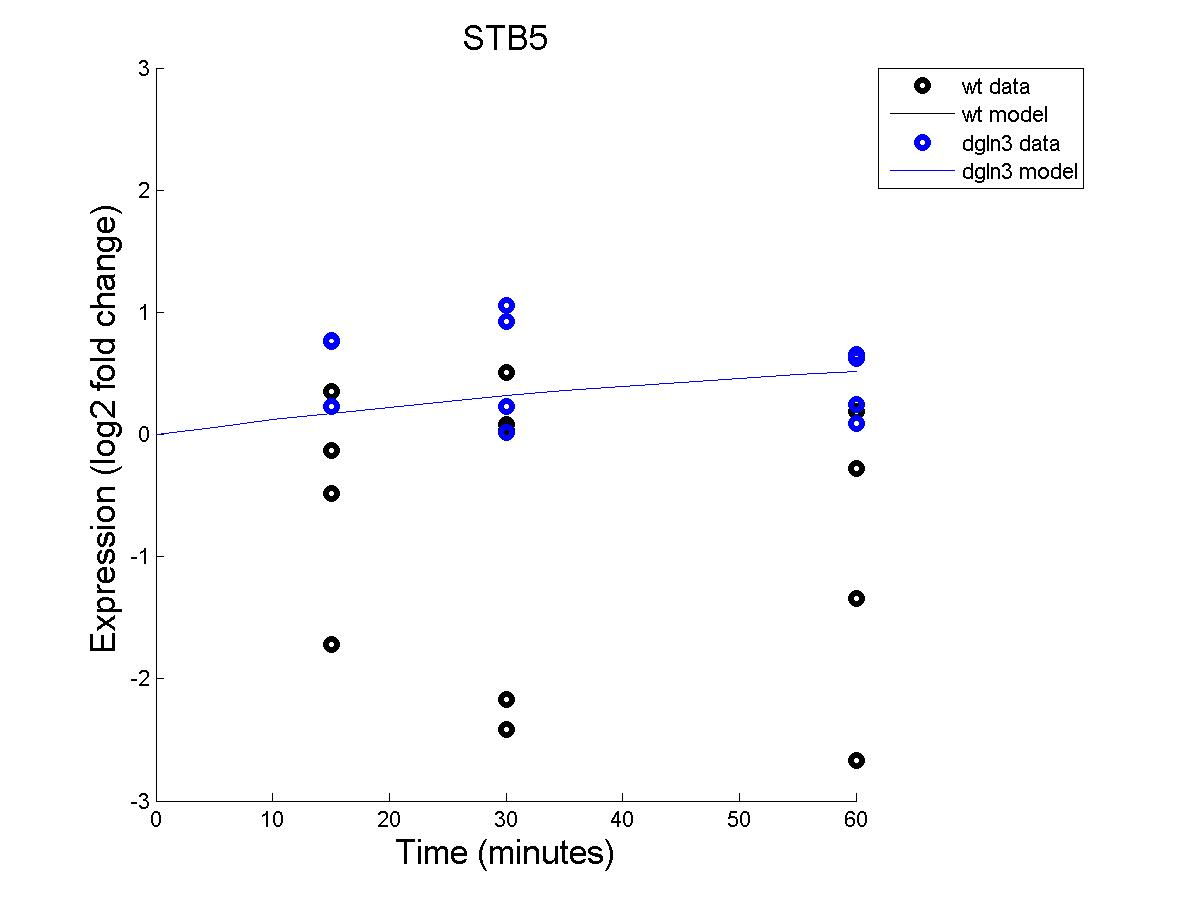 STB5
3
2
1
0
-1
-2
-3
Expression (log2 fold change)
0 10 20 30 40 50 60
Time (minutes)
wt data
wt model
dgln3 data
dgln3 model